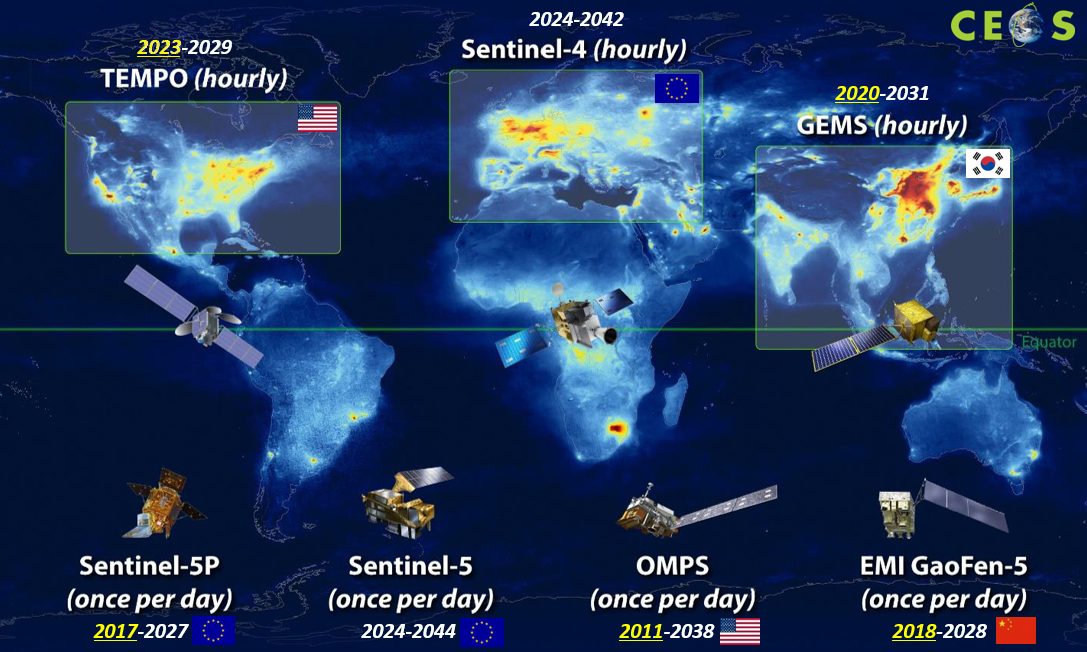 2024-2042
CEOS
2023-2029
Sentinel-4 (hourly)
TEMPO (hourly)
2020-2031
GEMS (hourly)
Equator
Sentinel-5P
(once per day)
2017-2027
Sentinel-5
(once per day)
2024-2044
OMPS
(once per day)
2011-2038
EMI GaoFen-5
(once per day)
2018-2028